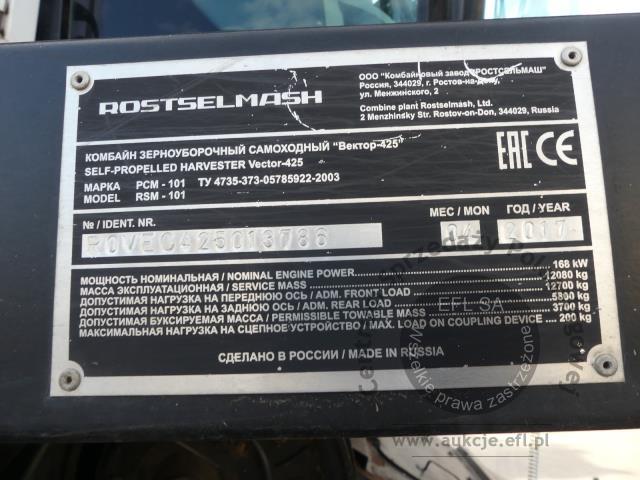 ROSTSELMASH
ООО "Комбайновый завод "РОСТСЕЛЬМАШ"
Россия, 344029, г. Ростов-на-Дону,
ул. Менжинского 2
Combine plant Rostselmash, Ltd.
2 Menzhinsky Str. Rostov-on-Don, 344029, Russia
КОМБАЙН ЗЕРНОУБОРОЧНЫЙ САМОХОДНЫЙ "Вектор-425"
SELF-PROPELLED HARVESTER Vector-425
МАРКА РСМ - 101 ТУ 4735-373-05785922-2003
MODEL RSM - 101
EAC CE
№ / IDENT. NR. МЕС / MON ГОД / YEAR
R0VEC425013786 04 2017
МОЩНОСТЬ НОМИНАЛЬНАЯ / NOMINAL ENGINE POWER 168 kW
МАССА ЭКСПЛУАТАЦИОННАЯ / SERVICE MASS 12080 kg
ДОПУСТИМАЯ НАГРУЗКА НА ПЕРЕДНЮЮ ОСЬ / ADM. FRONT LOAD 12700 kg
ДОПУСТИМАЯ НАГРУЗКА НА ЗАДНЮЮ ОСЬ / ADM. REAR LOAD 5800 kg
ДОПУСТИМАЯ БУКСИРУЕМАЯ МАССА / PERMISSIBLE TOWABLE MASS 3700 kg
МАКСИМАЛЬНАЯ НАГРУЗКА НА СЦЕПНОЕ УСТРОЙСТВО / MAX. LOAD ON COUPLING DEVICE 200 kg
СДЕЛАНО В РОССИИ / MADE IN RUSSIA
EFL SA
wszelkie prawa zastrzeżone
www.aukcje.efl.pl